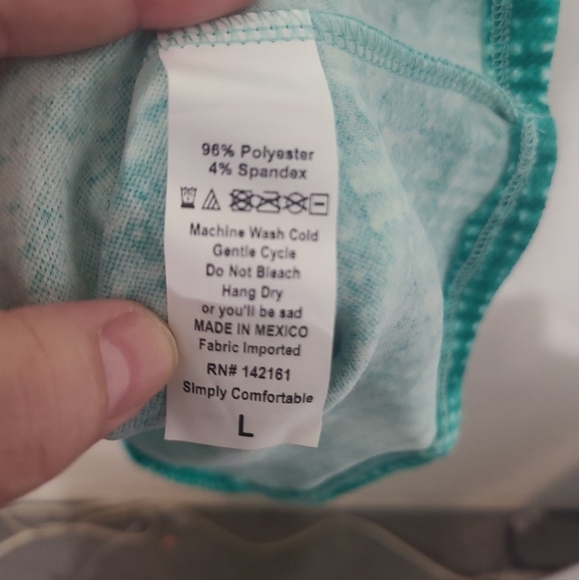 96% Polyester
4% Spandex
Machine Wash Cold
Gentle Cycle
Do Not Bleach
Hang Dry
or you'll be sad
MADE IN MEXICO
Fabric Imported
RN# 142161
Simply Comfortable
L